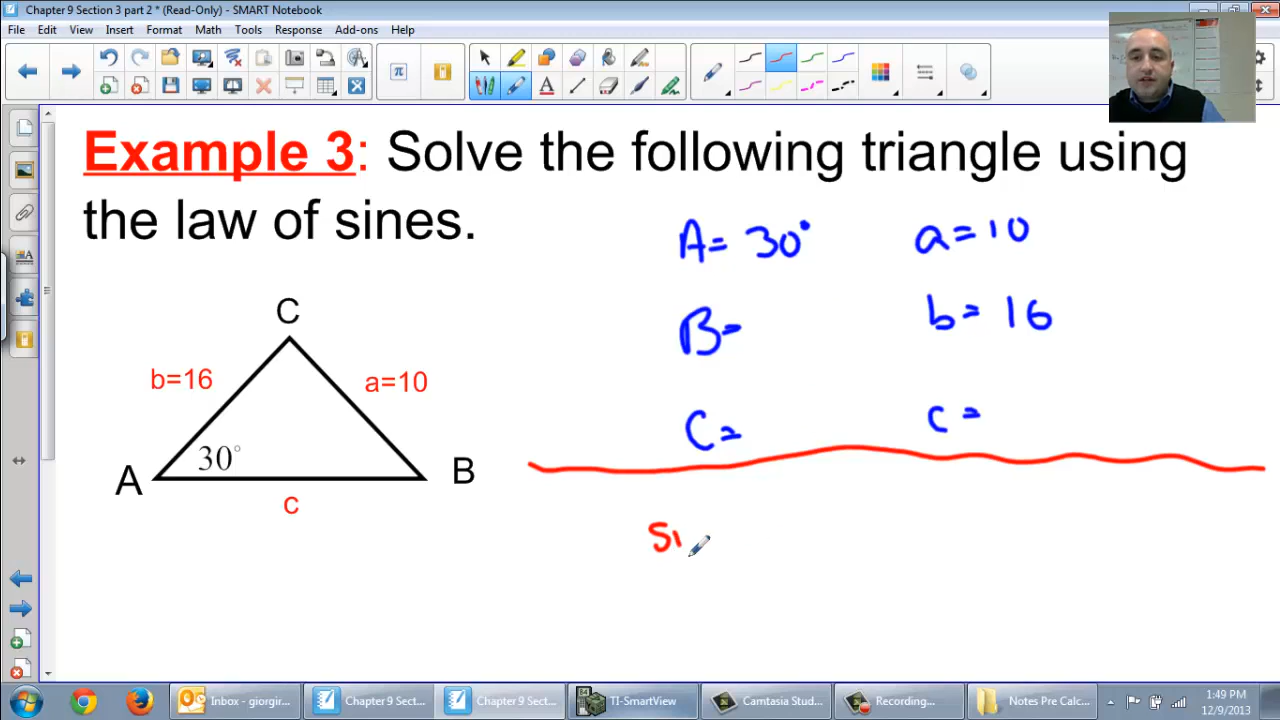 Chapter 9 Section 3 part 2 * (Read-Only) - SMART Notebook
File Edit View Insert Format Math Tools Response Add-ons Help
Example 3: Solve the following triangle using
the law of sines.
A= 30° a=10
B= b= 16
C= c=
C
b=16 a=10
30°
A B
c
Si
Inbox - giorgir... Chapter 9 Sect... Chapter 9 Sect... TI-SmartView Camtasia Stud... Recording... Notes Pre Calc...
1:49 PM
12/9/2013